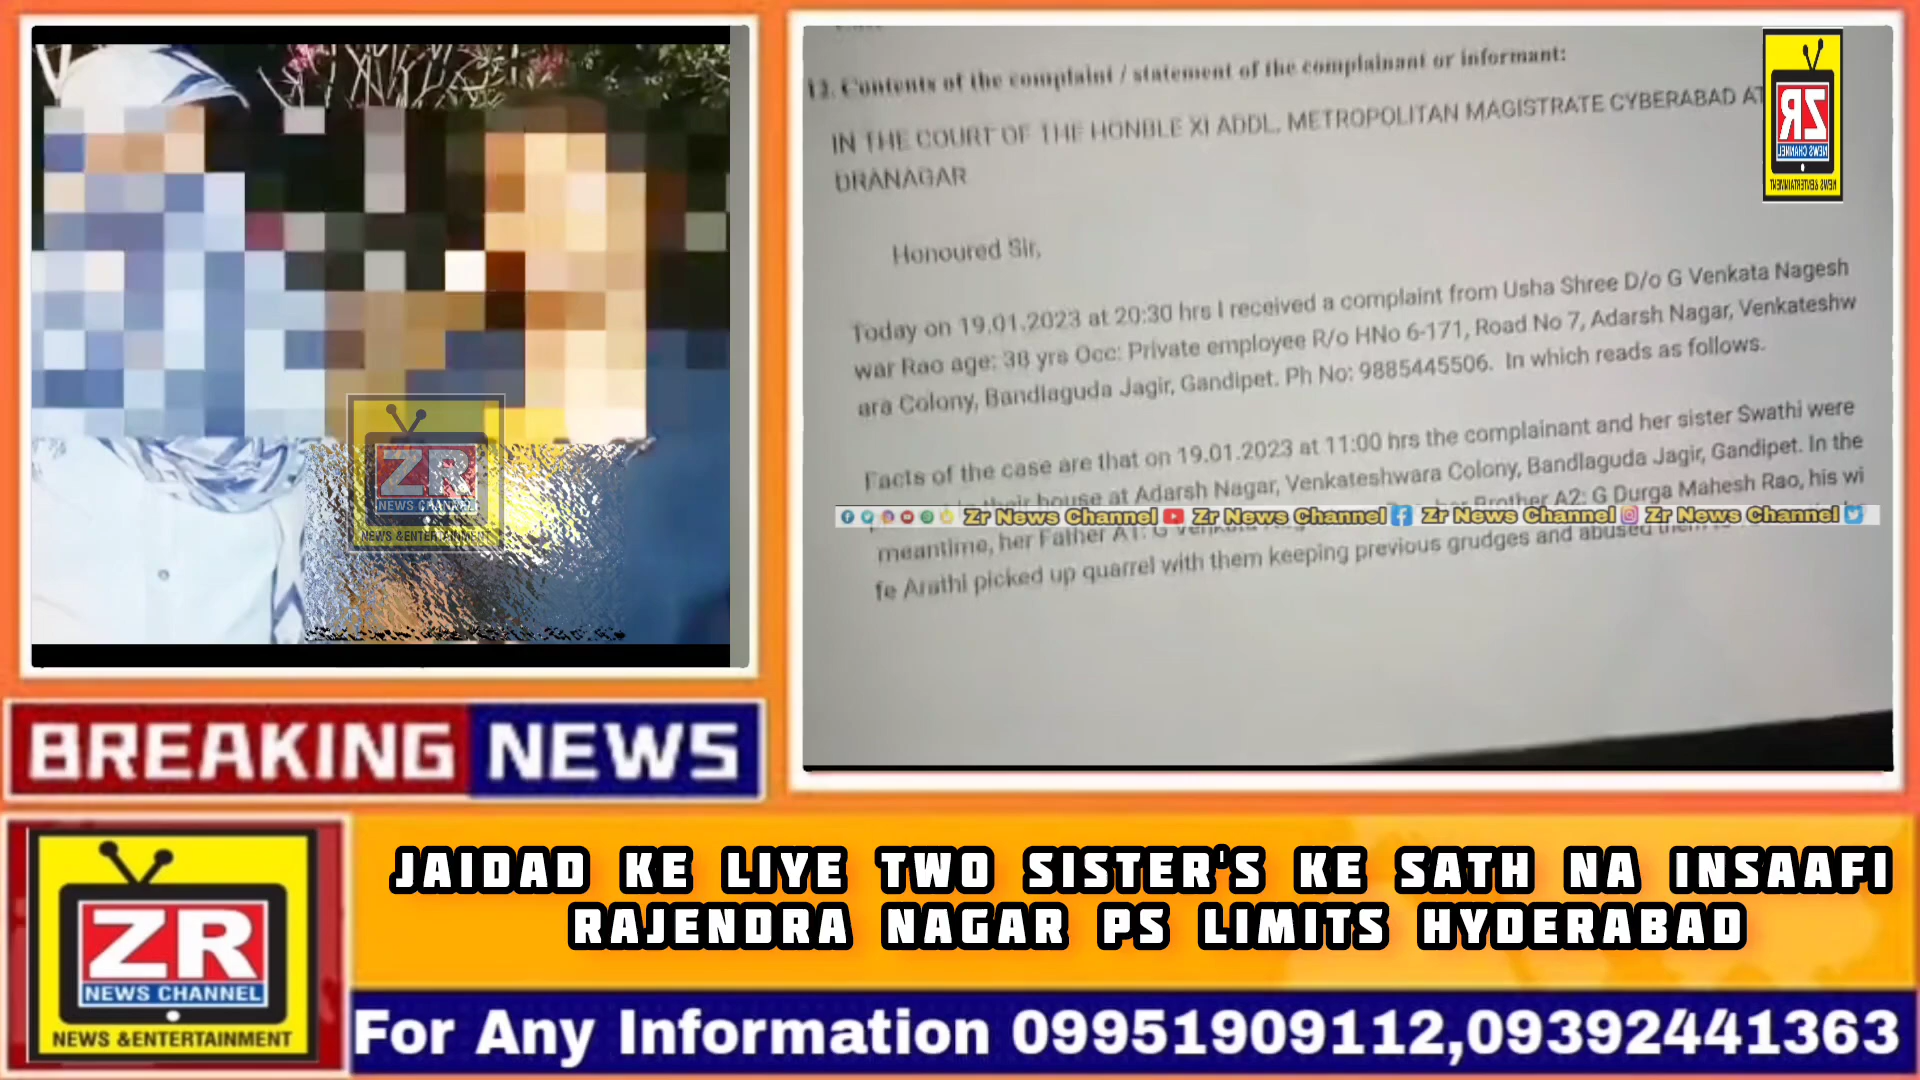 12. Contents of the complaint / statement of the complainant or informant:
IN THE COURT OF THE HONBLE XI ADDL. METROPOLITAN MAGISTRATE CYBERABAD AT
DRANAGAR
Honoured Sir,
Today on 19.01.2023 at 20:30 hrs I received a complaint from Usha Shree D/o G Venkata Nagesh
war Rao age: 38 yrs Occ: Private employee R/o HNo 6-171, Road No 7, Adarsh Nagar, Venkateshw
ara Colony, Bandlaguda Jagir, Gandipet. Ph No: 9885445506. In which reads as follows.
Facts of the case are that on 19.01.2023 at 11:00 hrs the complainant and her sister Swathi were
their house at Adarsh Nagar, Venkateshwara Colony, Bandlaguda Jagir, Gandipet. In the
meantime, her Father A1: G Brother A2: G Durga Mahesh Rao, his wi
fe Arathi picked up quarrel with them keeping previous grudges and abused them
Zr News Channel Zr News Channel Zr News Channel Zr News Channel
ZR
NEWS CHANNEL
NEWS & ENTERTAINMENT
ZR
NEWS CHANNEL
NEWS &ENTERTAINMENT
BREAKING NEWS
JAIDAD KE LIYE TWO SISTER'S KE SATH NA INSAAFI
RAJENDRA NAGAR PS LIMITS HYDERABAD
ZR
NEWS CHANNEL
NEWS &ENTERTAINMENT
For Any Information 09951909112,09392441363